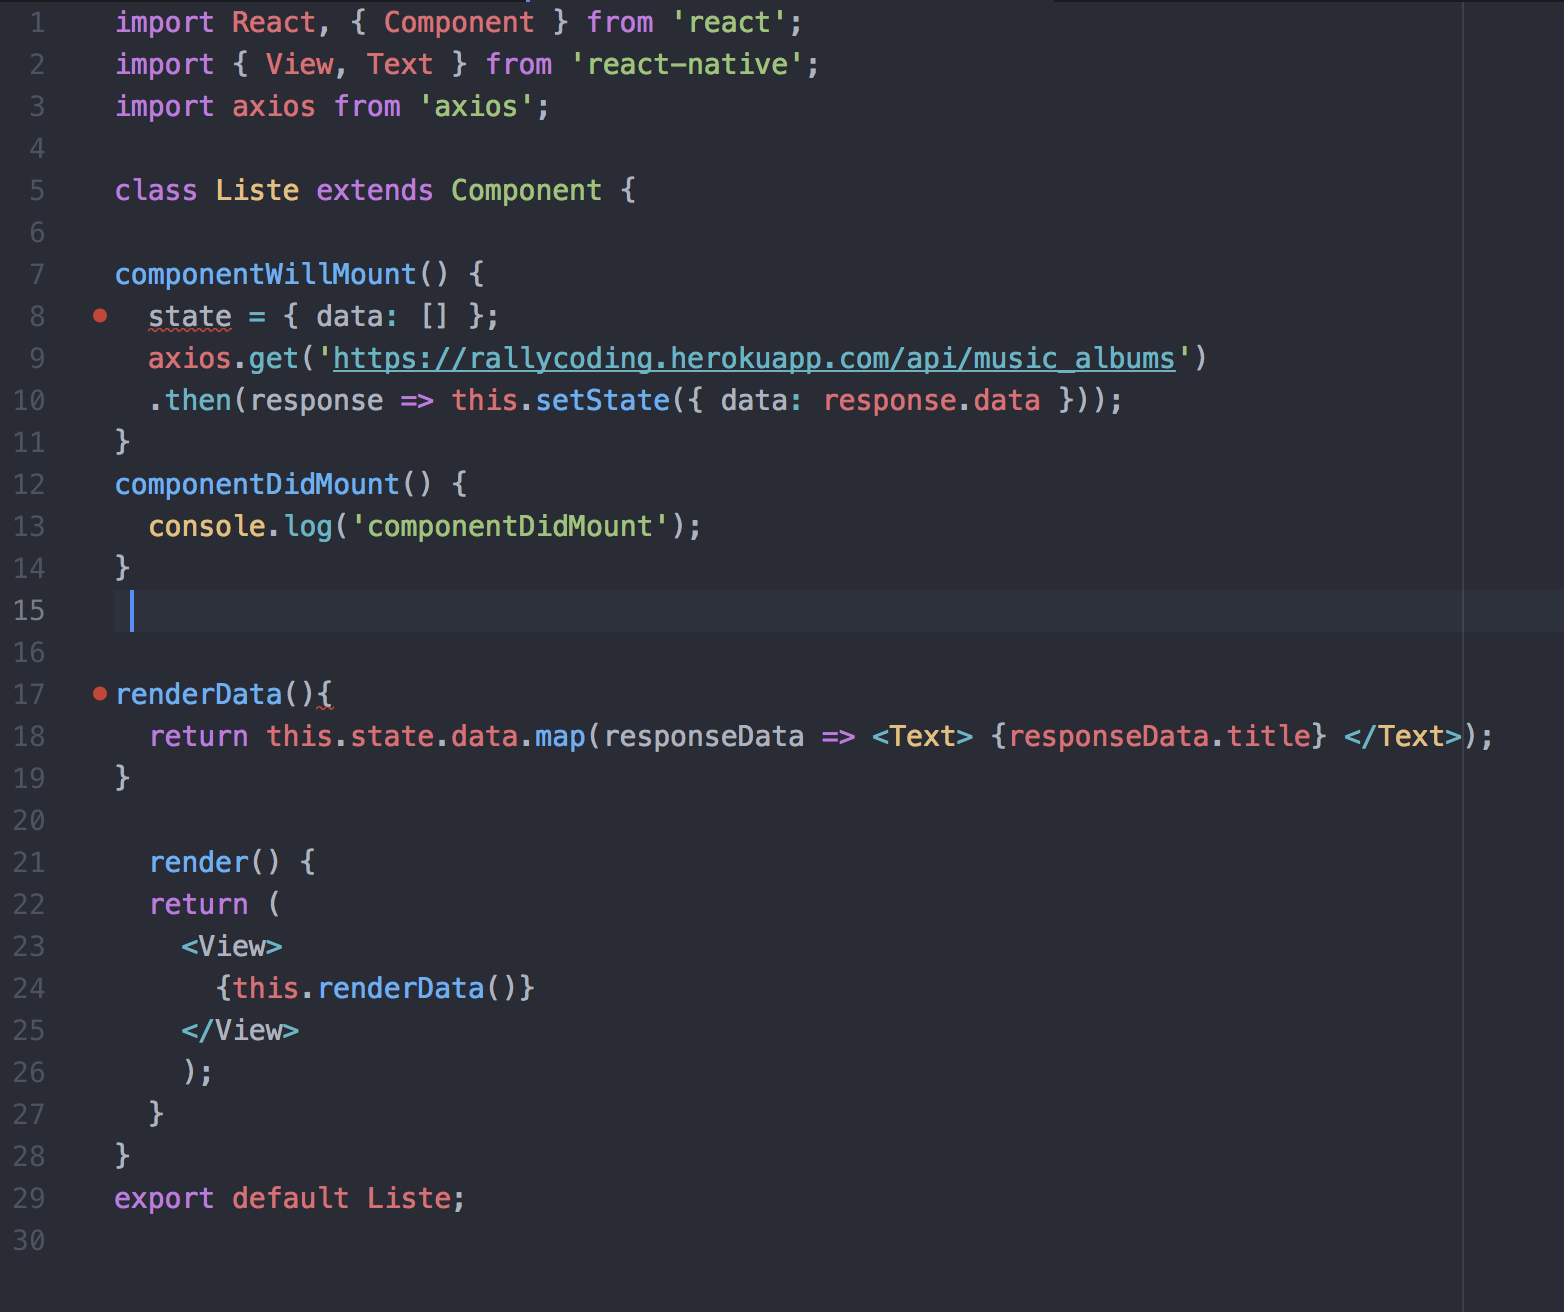 1 import React, { Component } from 'react';
2 import { View, Text } from 'react-native';
3 import axios from 'axios';
4
5 class Liste extends Component {
6
7 componentWillMount() {
8   state = { data: [] };
9   axios.get('https://rallycoding.herokuapp.com/api/music_albums')
10   .then(response => this.setState({ data: response.data }));
11 }
12 componentDidMount() {
13   console.log('componentDidMount');
14 }
15
16
17 renderData(){
18   return this.state.data.map(responseData => <Text> {responseData.title} </Text>);
19 }
20
21   render() {
22   return (
23     <View>
24       {this.renderData()}
25     </View>
26     );
27   }
28 }
29 export default Liste;
30